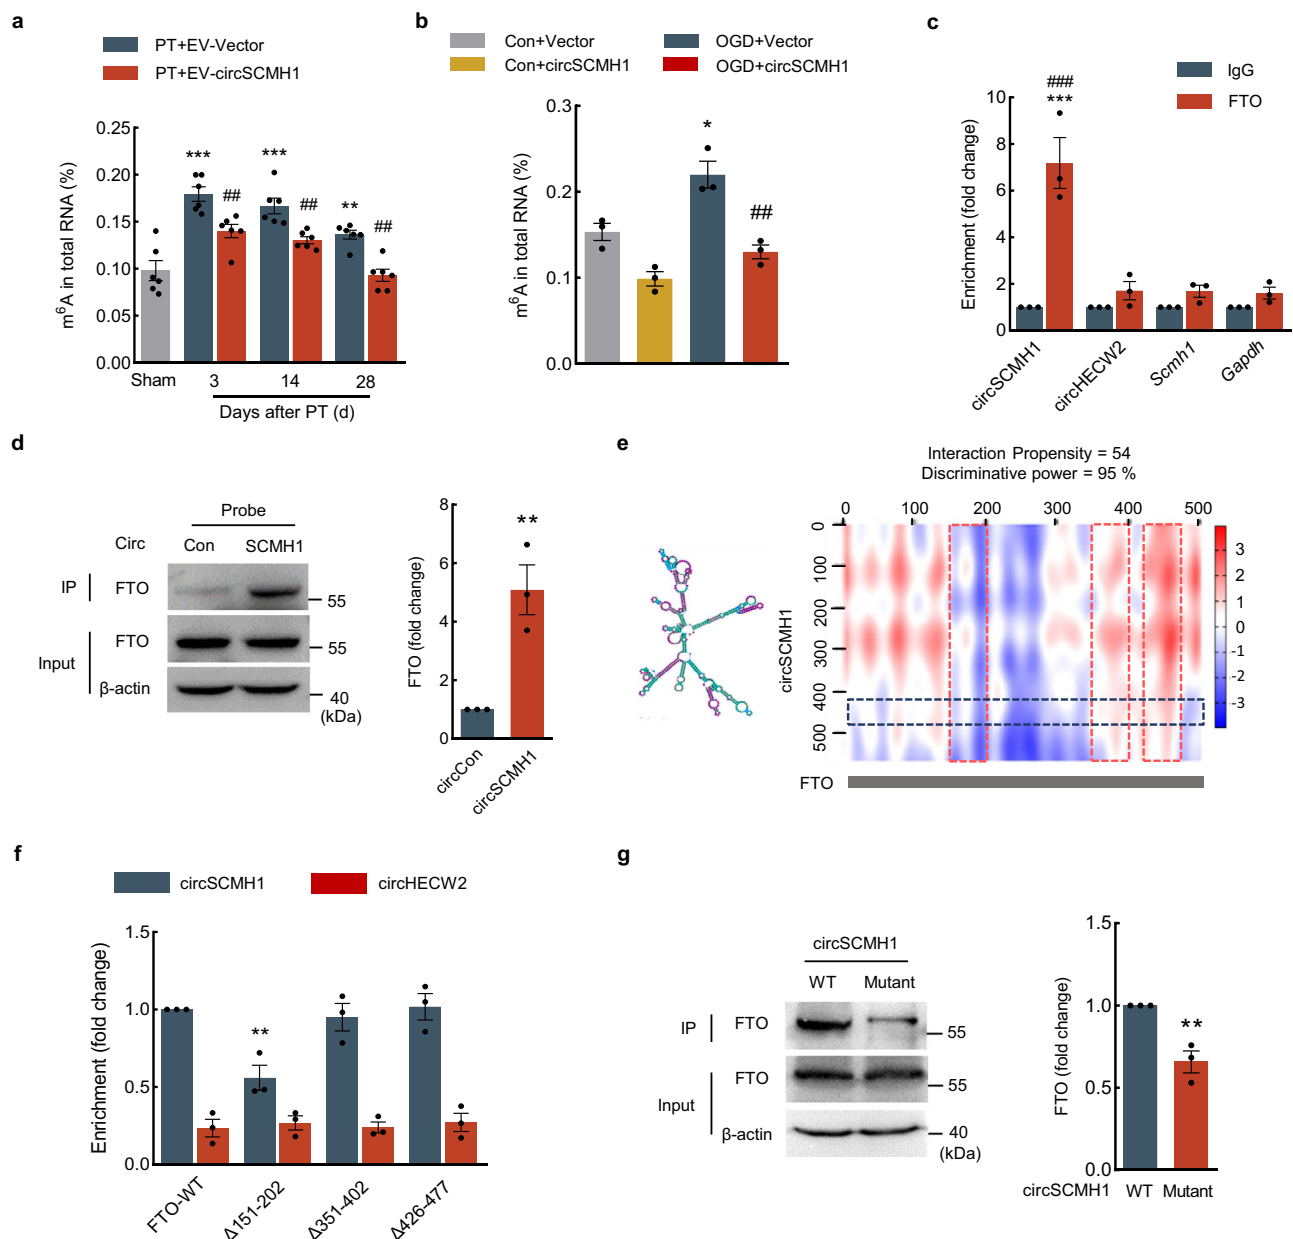 a
PT+EV-Vector
PT+EV-circSCMH1
m⁶A in total RNA (%)
0.25
0.20
0.15
0.10
0.05
0.00
*** ## *** ## ** ##
Sham 3 14 28
Days after PT (d)
b
Con+Vector OGD+Vector
Con+circSCMH1 OGD+circSCMH1
m⁶A in total RNA (%)
0.3
0.2
0.1
0.0
* ##
c
IgG
FTO
Enrichment (fold change)
10
8
6
4
2
0
###
***
circSCMH1 circHECW2 Scmh1 Gapdh
d
Probe
Circ Con SCMH1
IP FTO 55
Input FTO 55
β-actin 40
(kDa)
FTO (fold change)
8
6
4
2
0
**
circCon circSCMH1
e
Interaction Propensity = 54
Discriminative power = 95 %
0 100 200 300 400 500
circSCMH1
0
100
200
300
400
500
3
2
1
0
-1
-2
-3
FTO
f
circSCMH1 circHECW2
Enrichment (fold change)
1.5
1.0
0.5
0.0
**
FTO-WT Δ151-202 Δ351-402 Δ426-477
g
circSCMH1
WT Mutant
IP FTO 55
Input FTO 55
β-actin 40
(kDa)
FTO (fold change)
1.5
1.0
0.5
0.0
**
circSCMH1 WT Mutant